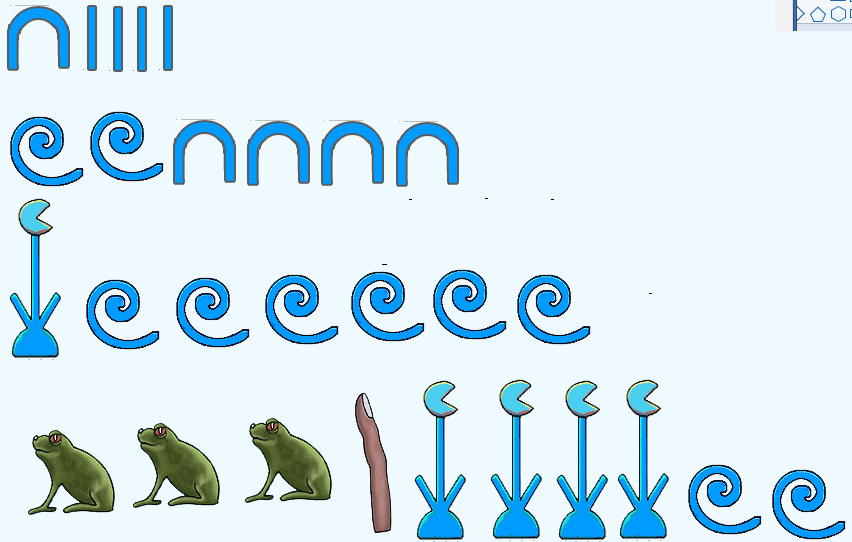 𓎆𓏺𓏺𓏺𓏺
𓍢𓍢𓎆𓎆𓎆𓎆
𓆼𓍢𓍢𓍢𓍢𓍢𓍢
𓆏𓆏𓆏𓂭𓆼𓆼𓆼𓆼𓍢𓍢